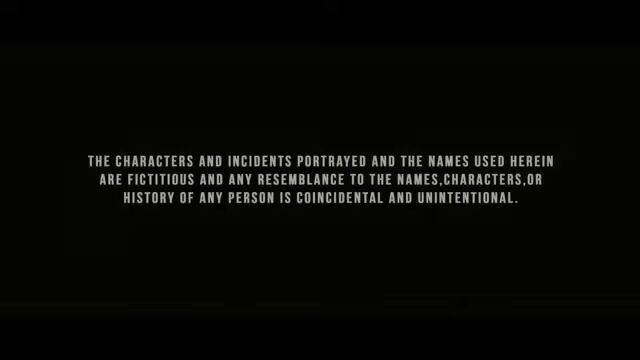 THE CHARACTERS AND INCIDENTS PORTRAYED AND THE NAMES USED HEREIN
ARE FICTITIOUS AND ANY RESEMBLANCE TO THE NAMES,CHARACTERS,OR
HISTORY OF ANY PERSON IS COINCIDENTAL AND UNINTENTIONAL.